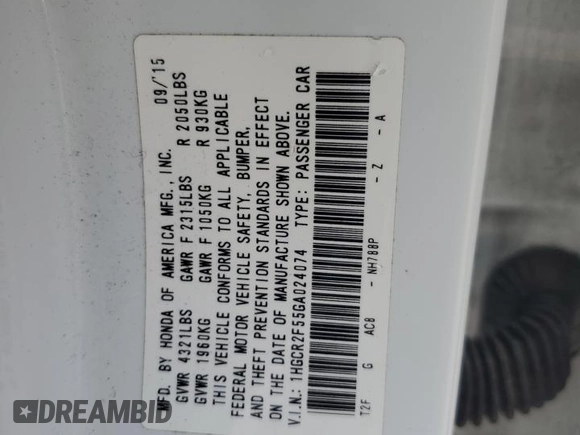 MFD. BY HONDA OF AMERICA MFG., INC. 09/'15
GVWR 4321LBS GAWR F 2315LBS R 2050LBS
GVWR 1960KG GAWR F 1050KG R 930KG
THIS VEHICLE CONFORMS TO ALL APPLICABLE
FEDERAL MOTOR VEHICLE SAFETY, BUMPER,
AND THEFT PREVENTION STANDARDS IN EFFECT
ON THE DATE OF MANUFACTURE SHOWN ABOVE.
V.I.N.: 1HGCR2F55GA024074 TYPE: PASSENGER CAR
T2F G AC8 - NH788P - Z - A
DREAMBID